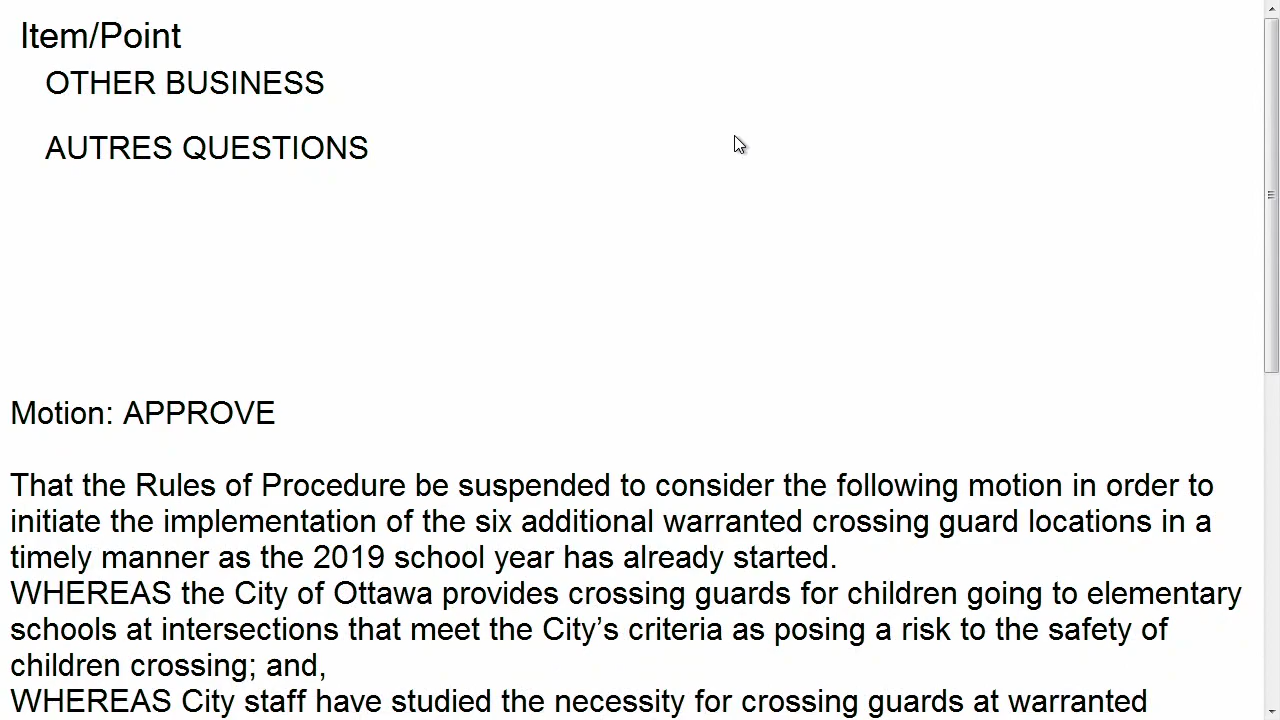 Item/Point
OTHER BUSINESS
AUTRES QUESTIONS
Motion: APPROVE
That the Rules of Procedure be suspended to consider the following motion in order to
initiate the implementation of the six additional warranted crossing guard locations in a
timely manner as the 2019 school year has already started.
WHEREAS the City of Ottawa provides crossing guards for children going to elementary
schools at intersections that meet the City’s criteria as posing a risk to the safety of
children crossing; and,
WHEREAS City staff have studied the necessity for crossing guards at warranted